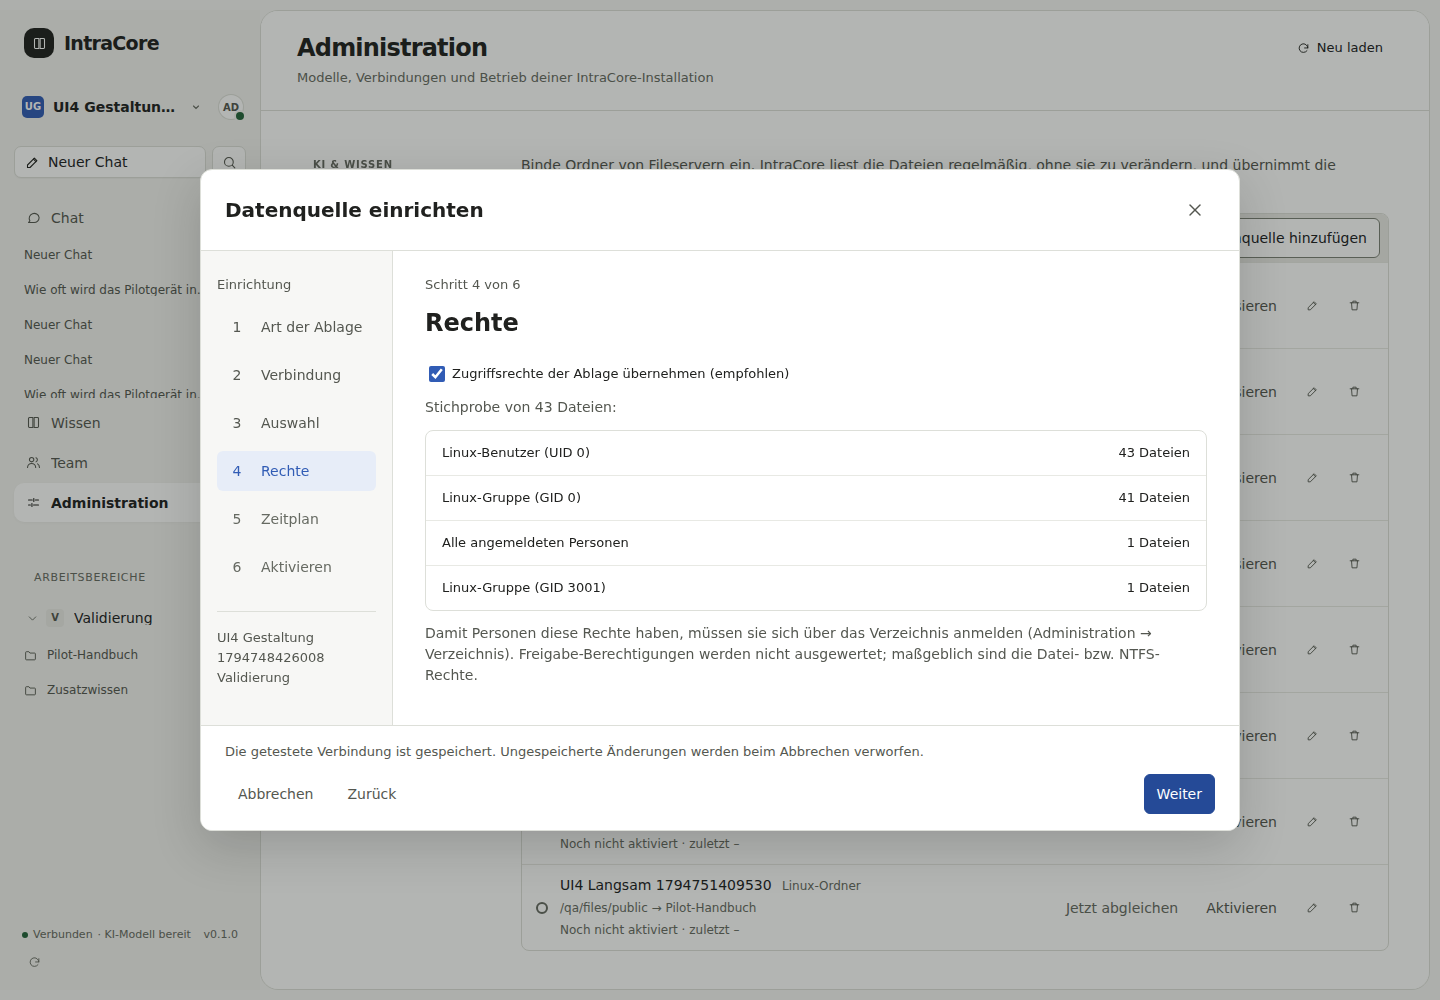 IntraCore
UG UI4 Gestaltun...
AD
Neuer Chat
Chat
Neuer Chat
Wie oft wird das Pilotgerät in.
Neuer Chat
Neuer Chat
Wie oft wird das Pilotgerät in.
Wissen
Team
Administration
ARBEITSBEREICHE
V Validierung
Pilot-Handbuch
Zusatzwissen
Verbunden · KI-Modell bereit v0.1.0
Administration
Modelle, Verbindungen und Betrieb deiner IntraCore-Installation
Neu laden
KI & WISSEN
Binde Ordner von Fileservern ein. IntraCore liest die Dateien regelmäßig, ohne sie zu verändern, und übernimmt die
quelle hinzufügen
Datenquelle einrichten
Einrichtung
1 Art der Ablage
2 Verbindung
3 Auswahl
4 Rechte
5 Zeitplan
6 Aktivieren
UI4 Gestaltung
1794748426008
Validierung
Schritt 4 von 6
Rechte
Zugriffsrechte der Ablage übernehmen (empfohlen)
Stichprobe von 43 Dateien:
Linux-Benutzer (UID 0) 43 Dateien
Linux-Gruppe (GID 0) 41 Dateien
Alle angemeldeten Personen 1 Dateien
Linux-Gruppe (GID 3001) 1 Dateien
Damit Personen diese Rechte haben, müssen sie sich über das Verzeichnis anmelden (Administration →
Verzeichnis). Freigabe-Berechtigungen werden nicht ausgewertet; maßgeblich sind die Datei- bzw. NTFS-
Rechte.
Die getestete Verbindung ist gespeichert. Ungespeicherte Änderungen werden beim Abbrechen verworfen.
Abbrechen Zurück Weiter
Noch nicht aktiviert · zuletzt –
UI4 Langsam 1794751409530 Linux-Ordner
/qa/files/public → Pilot-Handbuch
Noch nicht aktiviert · zuletzt –
Jetzt abgleichen Aktivieren